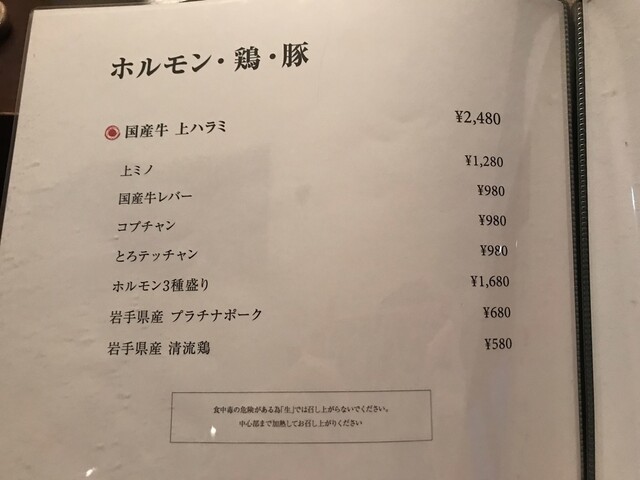 ホルモン・鶏・豚
国産牛 上ハラミ ¥2,480
上ミノ ¥1,280
国産牛レバー ¥980
コプチャン ¥980
とろテッチャン ¥980
ホルモン3種盛り ¥1,680
岩手県産 プラチナポーク ¥680
岩手県産 清流鶏 ¥580
食中毒の危険がある為「生」では召し上がらないでください。
中心部まで加熱してお召し上がりください